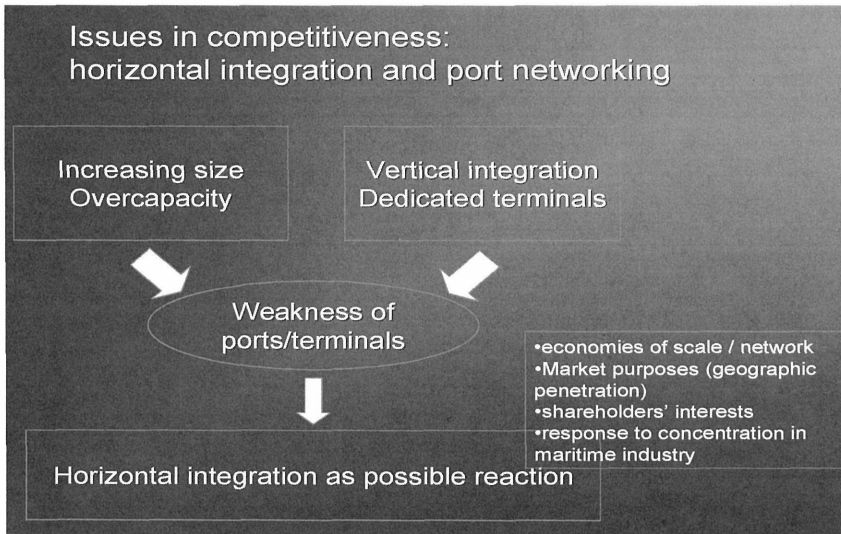 Issues in competitiveness:
horizontal integration and port networking
Increasing size
Overcapacity
Vertical integration
Dedicated terminals
Weakness of
ports/terminals
•economies of scale / network
•Market purposes (geographic
penetration)
•shareholders' interests
•response to concentration in
maritime industry
Horizontal integration as possible reaction